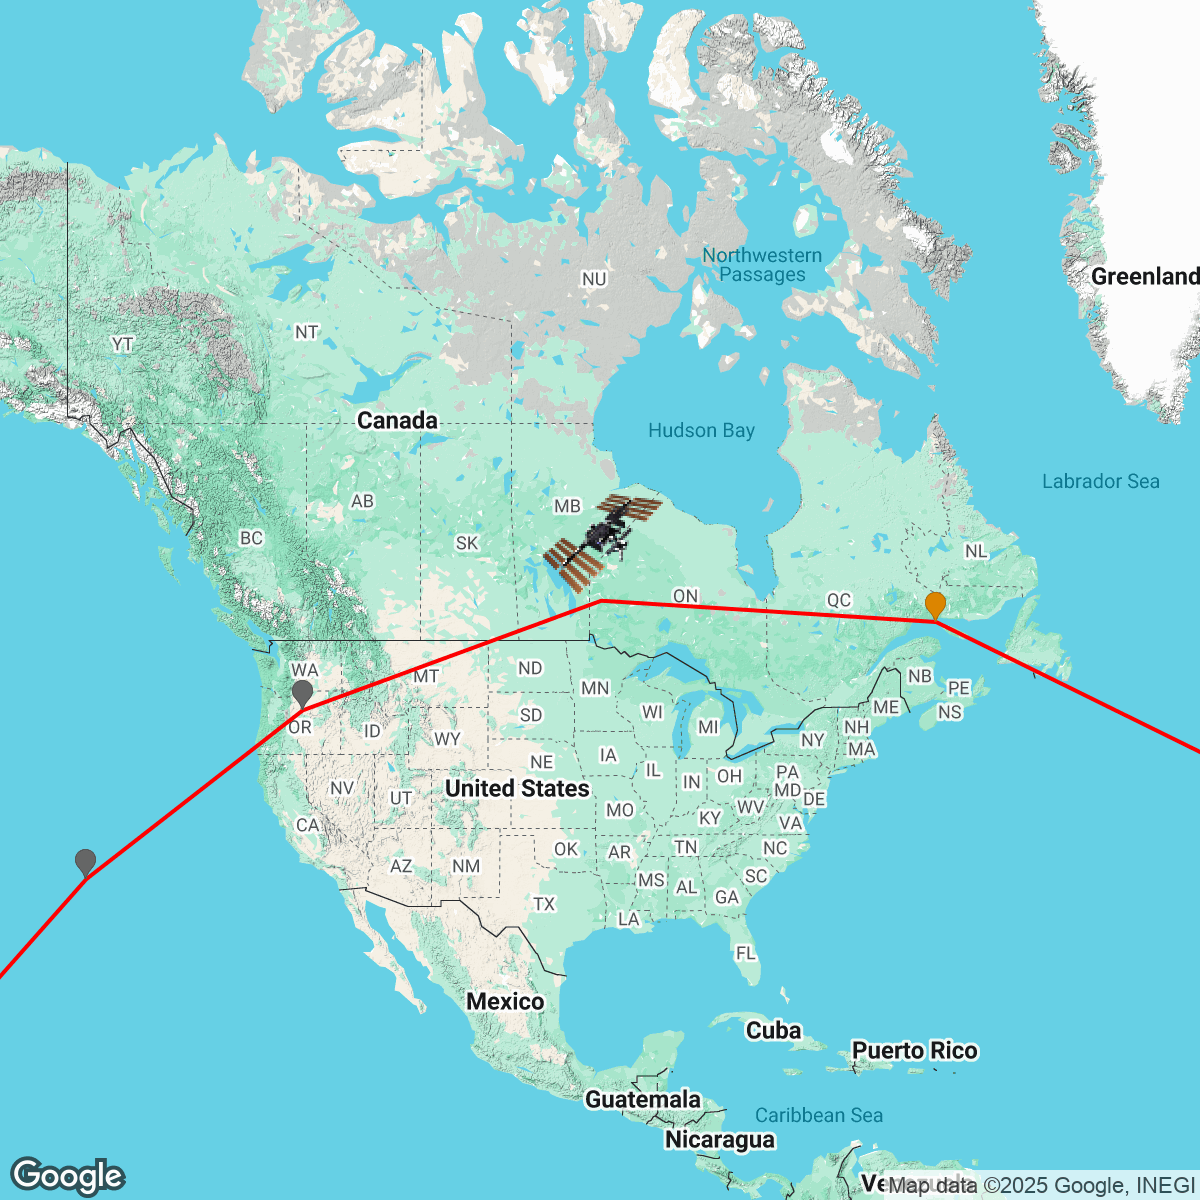 Greenland
Northwestern
Passages
NU
NT
YT
Canada
Hudson Bay
Labrador Sea
AB
MB
BC
SK
NL
ON
QC
WA
MT
ND
MN
NB
PE
NS
ME
OR
ID
SD
WI
MI
NH
NY
MA
WY
IA
NE
IL
IN
OH
PA
MD
DE
NV
UT
United States
MO
KY
WV
VA
CA
OK
AR
TN
NC
AZ
NM
MS
AL
SC
GA
TX
LA
FL
Mexico
Cuba
Puerto Rico
Guatemala
Caribbean Sea
Nicaragua
Google
Map data ©2025 Google, INEGI